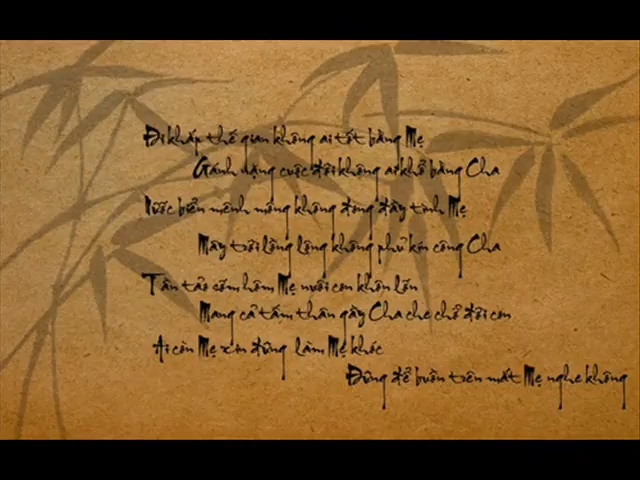 Đi khắp thế gian không ai tốt bằng Mẹ
Gánh nặng cuộc đời không ai khổ bằng Cha
Nước biển mênh mông không đong đầy tình Mẹ
Mây trời lồng lộng không phủ kín công Cha
Tần tảo sớm hôm Mẹ nuôi con khôn lớn
Mang cả tấm thân gầy Cha che chở đời con
Ai còn Mẹ xin đừng làm Mẹ khóc
Đừng để buồn trên mắt Mẹ nghe không